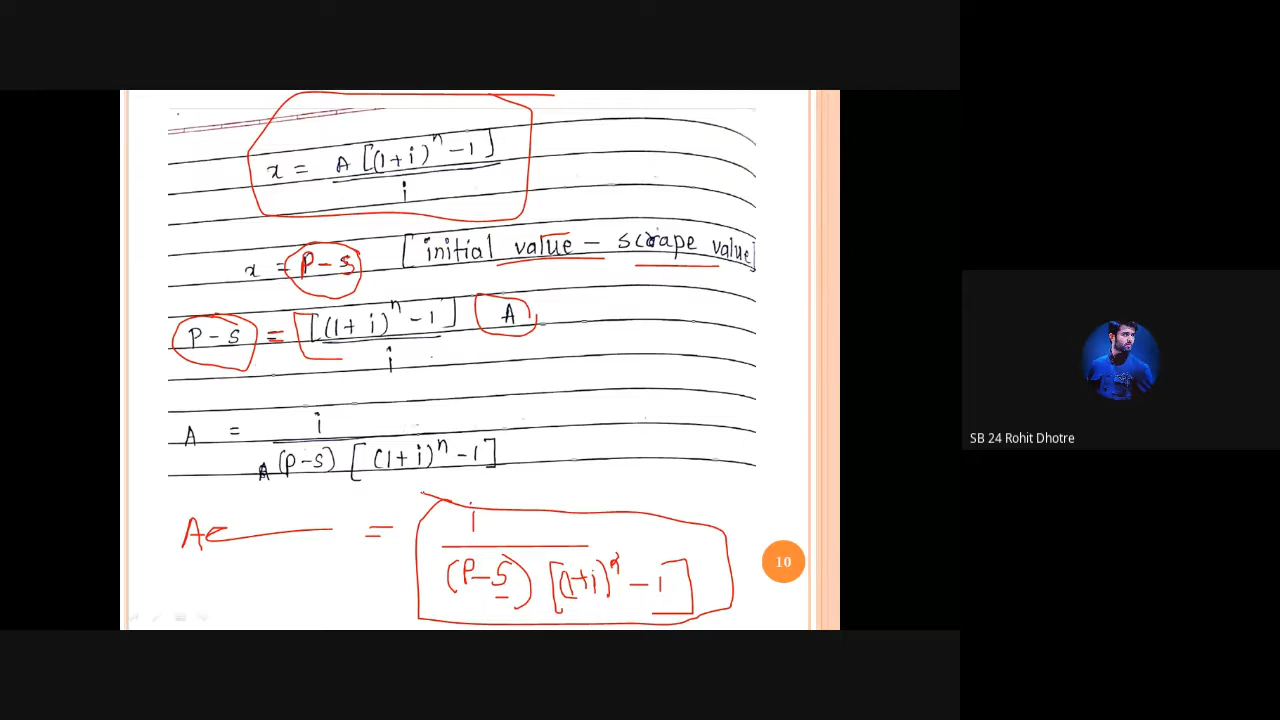 x = A [(1+i)^n - 1] / i
x = P - S [initial value - scrape value]
P - S = [(1 + i)^n - 1] / i A
A = i / A (P-S) [(1+i)^n - 1]
A = i / (P-S) [(1+i)^n - 1]
10
SB 24 Rohit Dhotre